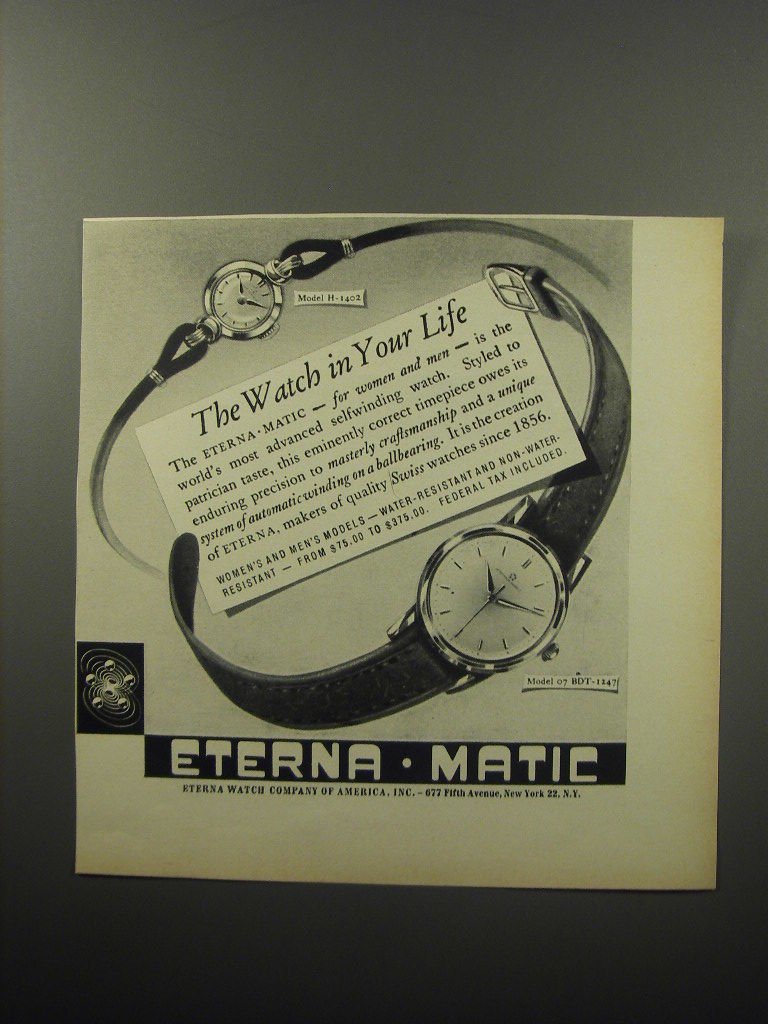 Model H-1402
The Watch in Your Life
The ETERNA·MATIC — for women and men — is the
world's most advanced selfwinding watch. Styled to
patrician taste, this eminently correct timepiece owes its
enduring precision to masterly craftsmanship and a unique
system of automatic winding on a ballbearing. It is the creation
of ETERNA, makers of quality Swiss watches since 1856.
WOMEN'S AND MEN'S MODELS — WATER-RESISTANT AND NON-WATER-
RESISTANT — FROM $75.00 TO $375.00. FEDERAL TAX INCLUDED.
Model 07 BDT-1247
ETERNA · MATIC
ETERNA WATCH COMPANY OF AMERICA, INC. – 677 Fifth Avenue, New York 22, N.Y.